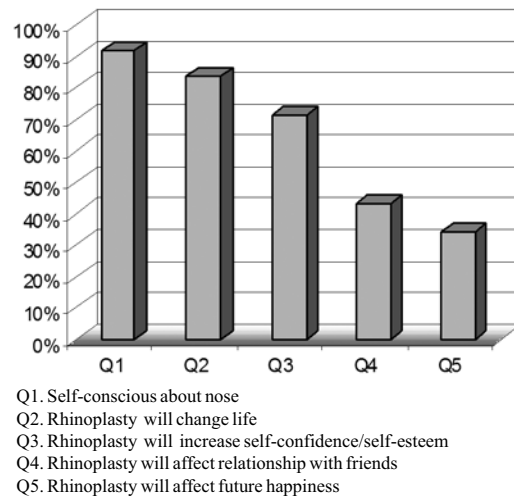 100%
90%
80%
70%
60%
50%
40%
30%
20%
10%
0%
Q1 Q2 Q3 Q4 Q5
Q1. Self-conscious about nose
Q2. Rhinoplasty will change life
Q3. Rhinoplasty will increase self-confidence/self-esteem
Q4. Rhinoplasty will affect relationship with friends
Q5. Rhinoplasty will affect future happiness